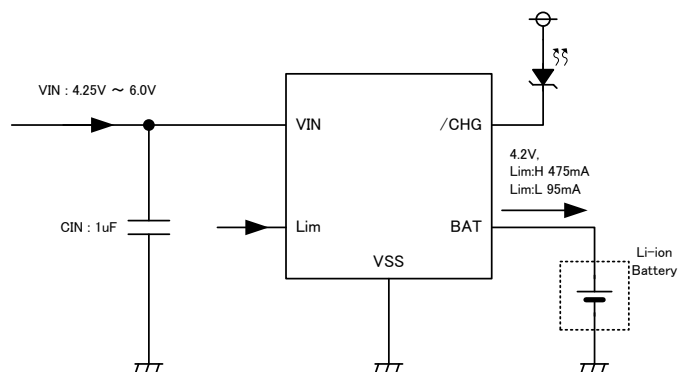 VIN : 4.25V ～ 6.0V
VIN
/CHG
4.2V,
Lim:H 475mA
Lim:L 95mA
CIN : 1uF
Lim
BAT
VSS
Li-ion
Battery